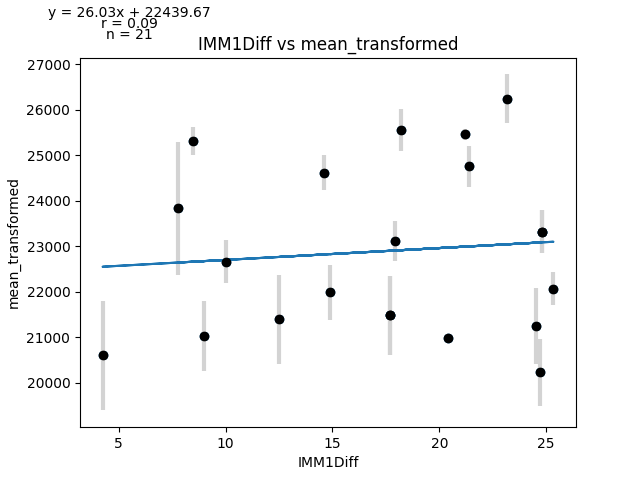 y = 26.03x + 22439.67
r = 0.09
n = 21
IMM1Diff vs mean_transformed
27000
26000
25000
24000
23000
22000
21000
20000
mean_transformed
5 10 15 20 25
IMM1Diff